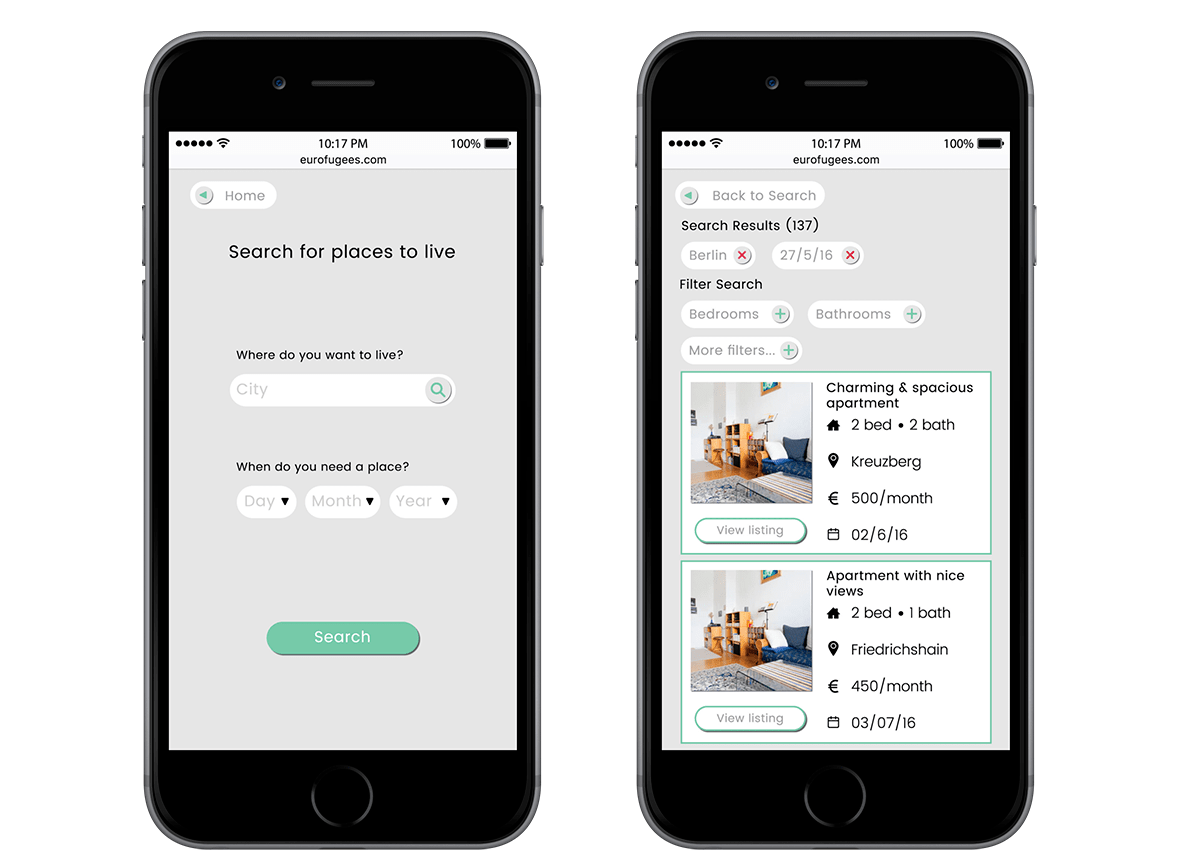 10:17 PM
100%
eurofugees.com
Home
Search for places to live
Where do you want to live?
City
When do you need a place?
Day
Month
Year
Search
10:17 PM
100%
eurofugees.com
Back to Search
Search Results (137)
Berlin
27/5/16
Filter Search
Bedrooms
Bathrooms
More filters...
Charming & spacious
apartment
2 bed • 2 bath
Kreuzberg
€ 500/month
02/6/16
View listing
Apartment with nice
views
2 bed • 1 bath
Friedrichshain
€ 450/month
03/07/16
View listing